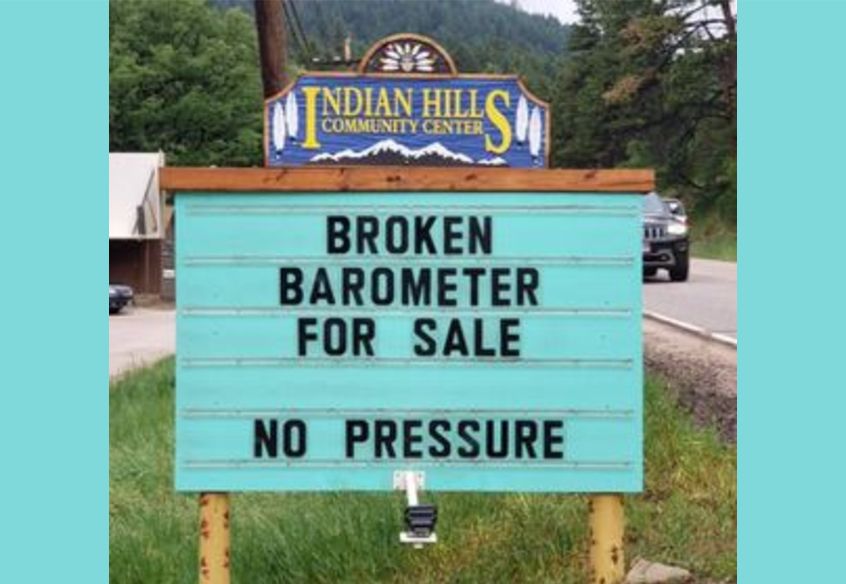 INDIAN HILLS
COMMUNITY CENTER
BROKEN
BAROMETER
FOR SALE
NO PRESSURE